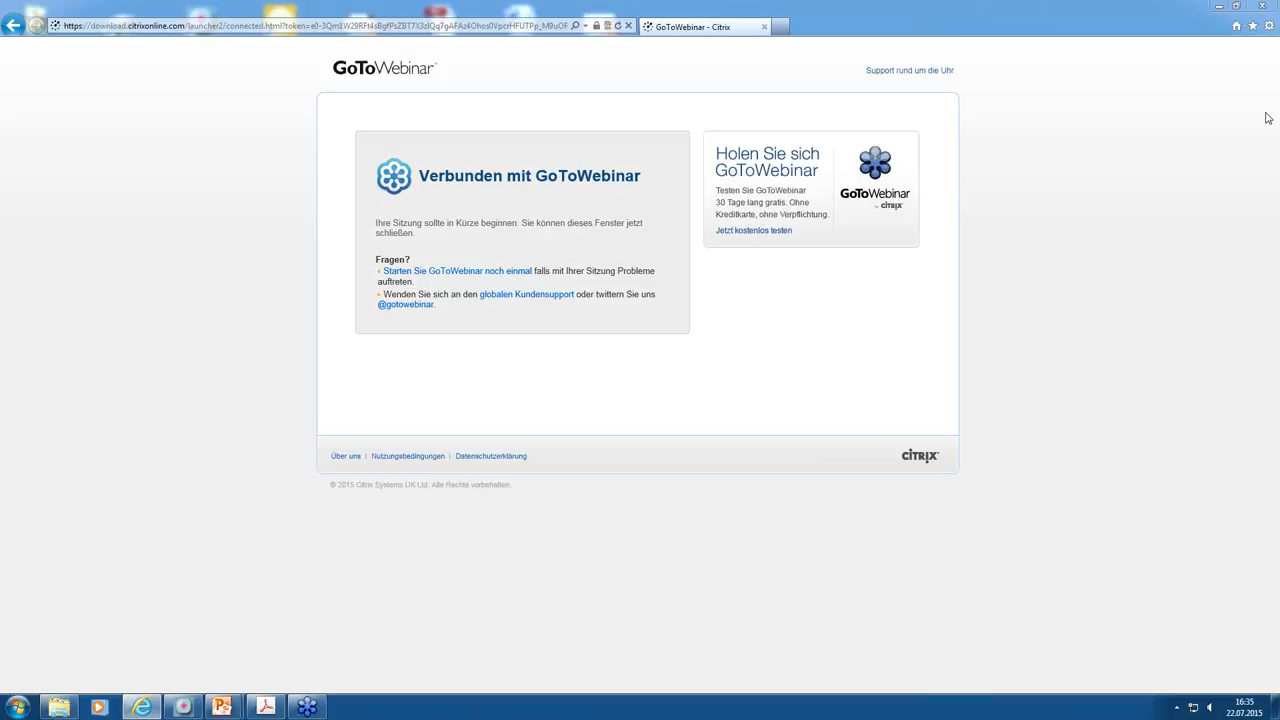 GoToWebinar - Citrix
GoToWebinar
Support rund um die Uhr
Verbunden mit GoToWebinar
Ihre Sitzung sollte in Kürze beginnen. Sie können dieses Fenster jetzt
schließen.
Fragen?
Starten Sie GoToWebinar noch einmal falls mit Ihrer Sitzung Probleme
auftreten.
Wenden Sie sich an den globalen Kundensupport oder twittern Sie uns
@gotowebinar.
Holen Sie sich
GoToWebinar
Testen Sie GoToWebinar
30 Tage lang gratis. Ohne
Kreditkarte, ohne Verpflichtung.
Jetzt kostenlos testen
GoToWebinar
by CITRIX
Über uns | Nutzungsbedingungen | Datenschutzerklärung
CITRIX
© 2015 Citrix Systems UK Ltd. Alle Rechte vorbehalten.
16:35
22.07.2015